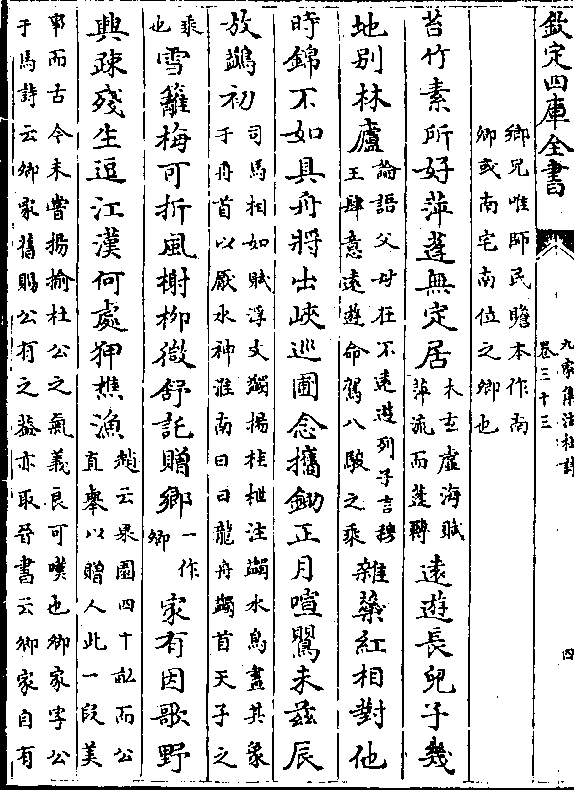 欽定四庫全書
九家集注杜詩
卷三十三
四
鄉兄唯師民瞻本作南
卿或南宅南位之卿也
苔竹素所好萍蓬無定居
木玄虛海賦
萍流而蓬轉
遠遊長兒子幾
地別林廬
論語父母在不遠遊列子言穆
王肆意遠遊命駕八駿之乘
雜蘂紅相對他
時錦不如具舟將出峽巡圃念攜鋤正月喧鶯未兹辰
放鷁初
司馬相如賦浮文鷁揚桂枻注鷁水鳥畫其象
于舟首以厭水神淮南曰曰龍舟鷁首天子之
乘
也
雪籬梅可折風榭柳微舒託贈鄉
一作
卿
家有因歌野
興疎殘生逗江漢何處狎樵漁
趙云果園四十畝而公
直舉以贈人此一段美
事而古今未嘗揚揄杜公之氣義良可嘆也卿家字公
于馬詩云卿家舊賜公有之蓋亦取晉書云卿家自有